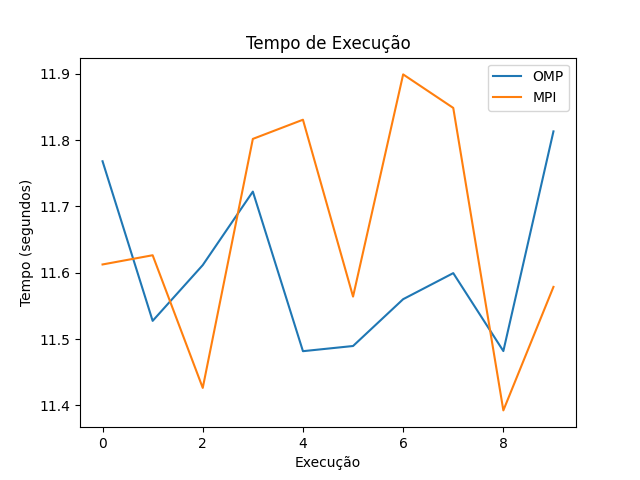 Tempo de Execução
OMP
MPI
Tempo (segundos)
11.9
11.8
11.7
11.6
11.5
11.4
0 2 4 6 8
Execução